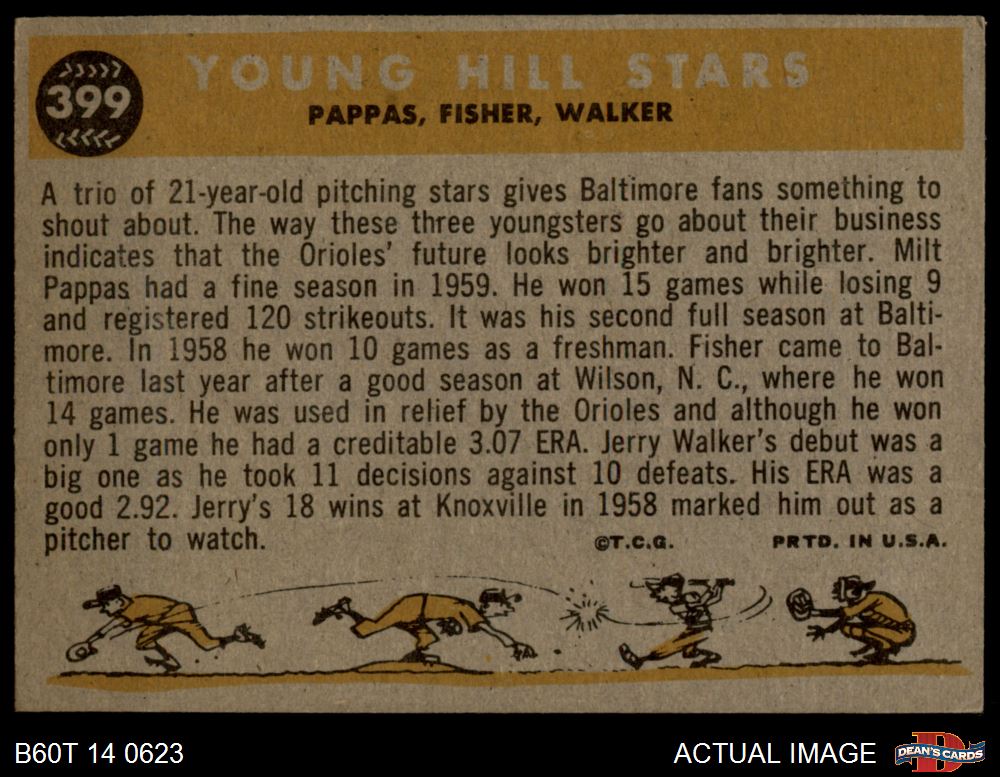 399
YOUNG HILL STARS
PAPPAS, FISHER, WALKER
A trio of 21-year-old pitching stars gives Baltimore fans something to
shout about. The way these three youngsters go about their business
indicates that the Orioles' future looks brighter and brighter. Milt
Pappas had a fine season in 1959. He won 15 games while losing 9
and registered 120 strikeouts. It was his second full season at Balti-
more. In 1958 he won 10 games as a freshman. Fisher came to Bal-
timore last year after a good season at Wilson, N. C., where he won
14 games. He was used in relief by the Orioles and although he won
only 1 game he had a creditable 3.07 ERA. Jerry Walker's debut was a
big one as he took 11 decisions against 10 defeats. His ERA was a
good 2.92. Jerry's 18 wins at Knoxville in 1958 marked him out as a
pitcher to watch.
©T.C.G. PRTD. IN U.S.A.
B60T 14 0623
ACTUAL IMAGE
D
DEAN'S CARDS